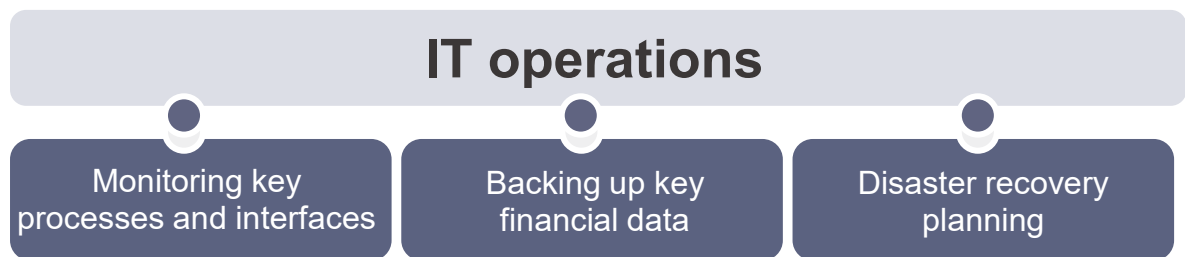 IT operations
Monitoring key
processes and interfaces
Backing up key
financial data
Disaster recovery
planning